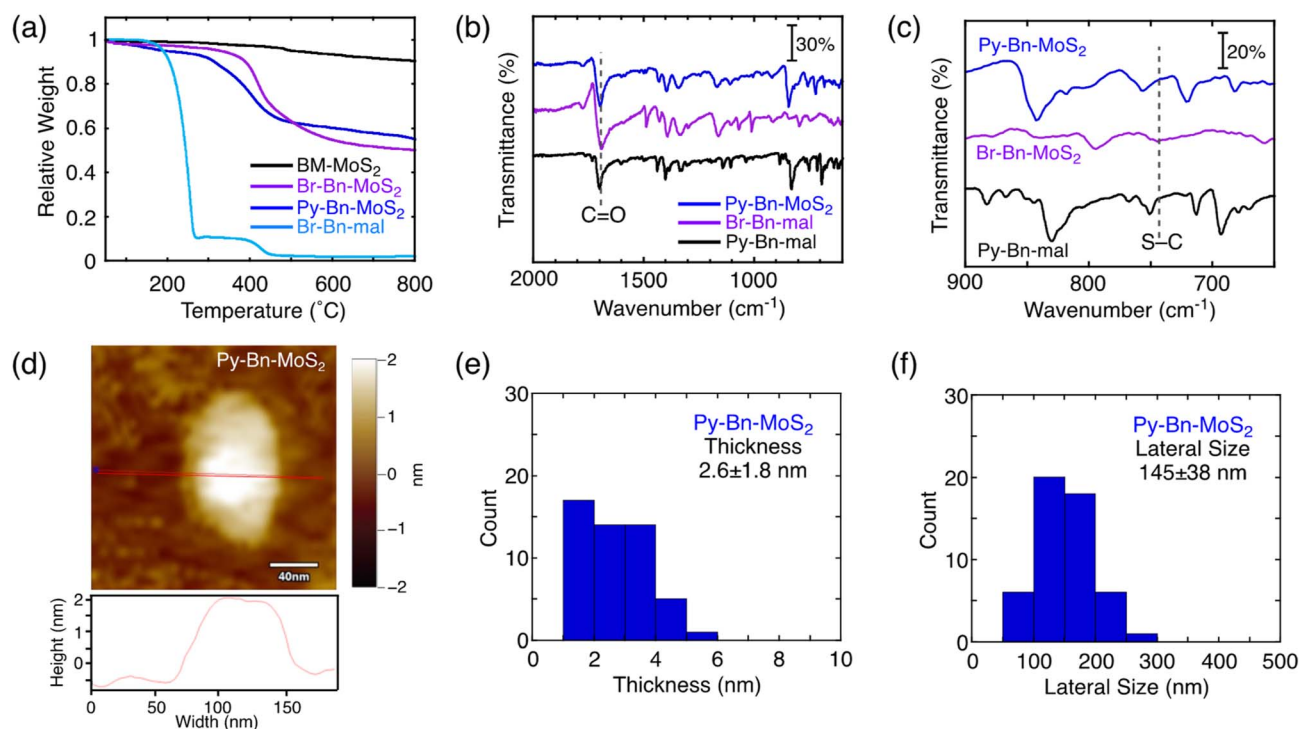 (a)
1
0.8
0.6
0.4
0.2
0
Relative Weight
BM-MoS₂
Br-Bn-MoS₂
Py-Bn-MoS₂
Br-Bn-mal
200
400
600
800
Temperature (˚C)
(b)
30%
Transmittance (%)
C=O
Py-Bn-MoS₂
Br-Bn-mal
Py-Bn-mal
2000
1500
1000
Wavenumber (cm⁻¹)
(c)
Py-Bn-MoS₂
20%
Br-Bn-MoS₂
Py-Bn-mal
S–C
Transmittance (%)
900
800
700
Wavenumber (cm⁻¹)
(d)
Py-Bn-MoS₂
40nm
2
1
0
−1
−2
nm
Height (nm)
2
1
0
0
50
100
150
Width (nm)
(e)
30
20
10
0
Count
Py-Bn-MoS₂
Thickness
2.6±1.8 nm
0
2
4
6
8
10
Thickness (nm)
(f)
30
20
10
0
Count
Py-Bn-MoS₂
Lateral Size
145±38 nm
0
100
200
300
400
500
Lateral Size (nm)